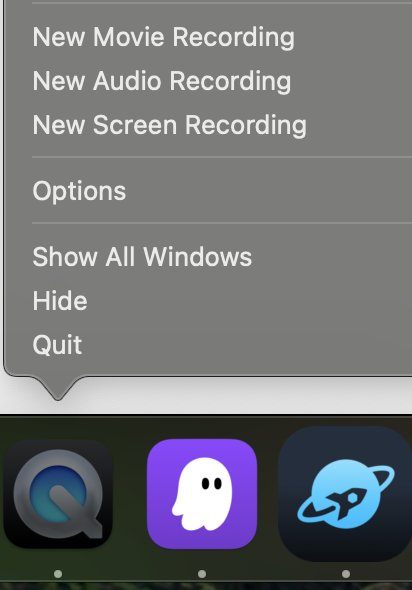 New Movie Recording
New Audio Recording
New Screen Recording
Options
Show All Windows
Hide
Quit